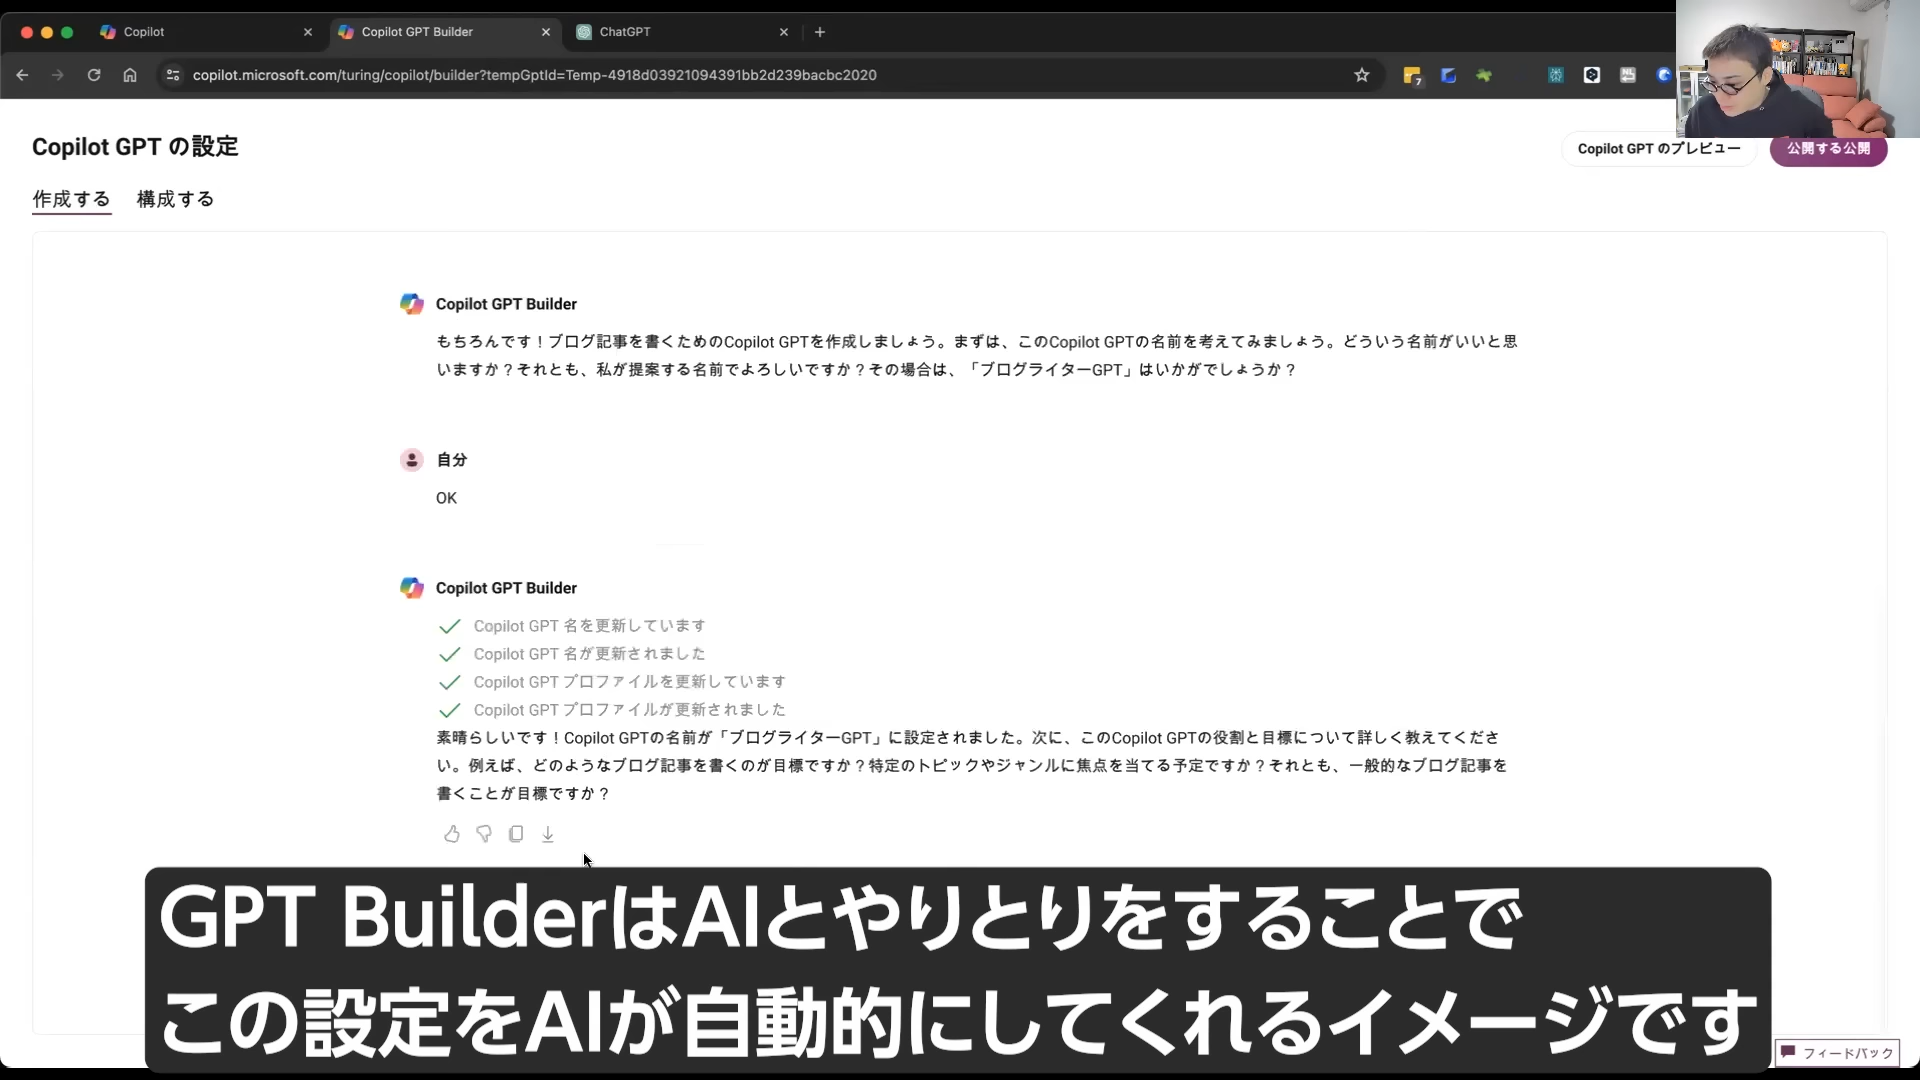 Copilot
Copilot GPT Builder
ChatGPT
copilot.microsoft.com/turing/copilot/builder?tempGptId=Temp-4918d03921094391bb2d239bacbc2020
7
Copilot GPT の設定
Copilot GPT のプレビュー
公開する公開
作成する
構成する
Copilot GPT Builder
もちろんです！ブログ記事を書くためのCopilot GPTを作成しましょう。まずは、このCopilot GPTの名前を考えてみましょう。どういう名前がいいと思
いますか？それとも、私が提案する名前でよろしいですか？その場合は、「ブログライターGPT」はいかがでしょうか？
自分
OK
Copilot GPT Builder
Copilot GPT 名を更新しています
Copilot GPT 名が更新されました
Copilot GPT プロファイルを更新しています
Copilot GPT プロファイルが更新されました
素晴らしいです！Copilot GPTの名前が「ブログライターGPT」に設定されました。次に、このCopilot GPTの役割と目標について詳しく教えてくださ
い。例えば、どのようなブログ記事を書くのが目標ですか？特定のトピックやジャンルに焦点を当てる予定ですか？それとも、一般的なブログ記事を
書くことが目標ですか？
GPT BuilderはAIとやりとりをすることで
この設定をAIが自動的にしてくれるイメージです
フィードバック